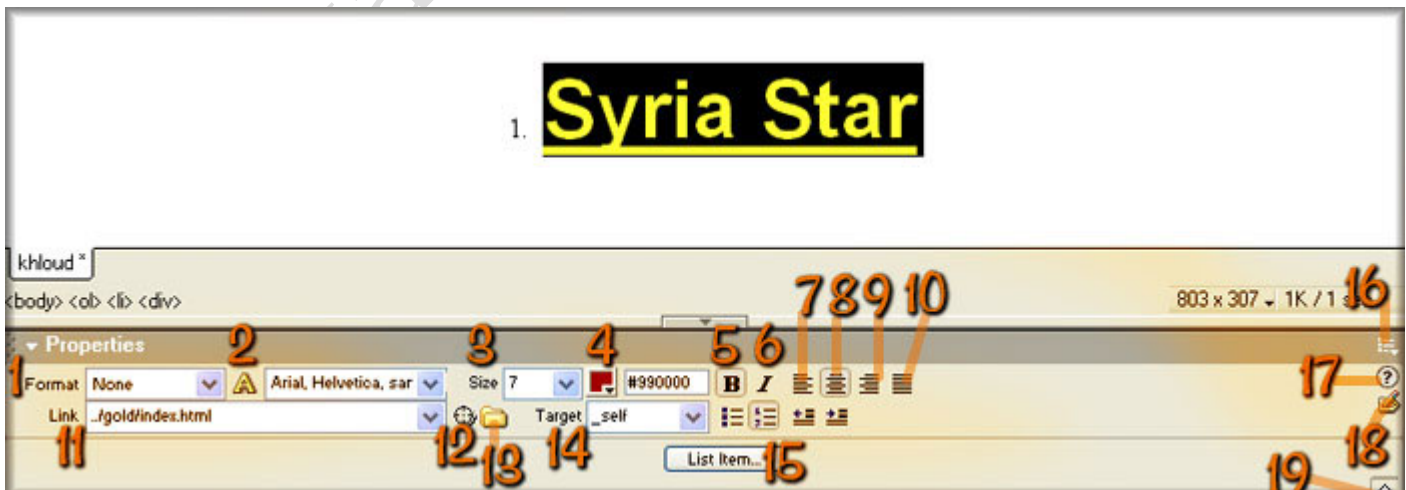 1. Syria Star
khloud
<body> <ol> <li> <div>
803 x 307 1K / 1
7 8 9 10 16
Properties
1 2 3 4 5 6
Format None Arial, Helvetica, sar Size 7 #990000 B I 17 ?
Link ../gold/index.html Target _self
11 12 13 14 15 18
List Item...
19